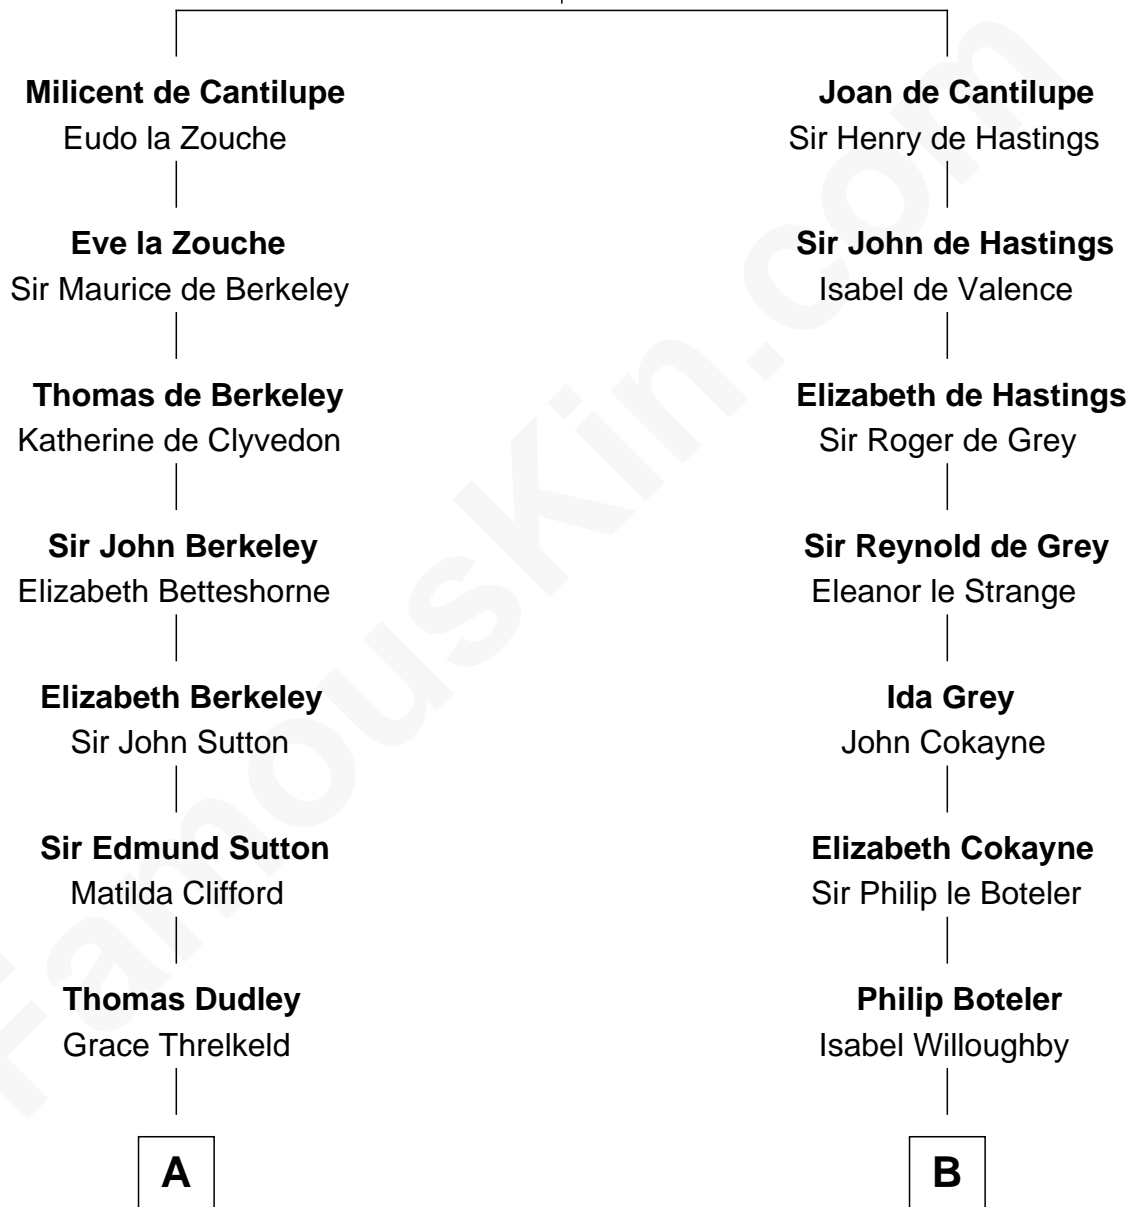 Milicent de Cantilupe
Eudo la Zouche
Eve la Zouche
Sir Maurice de Berkeley
Thomas de Berkeley
Katherine de Clyvedon
Sir John Berkeley
Elizabeth Betteshorne
Elizabeth Berkeley
Sir John Sutton
Sir Edmund Sutton
Matilda Clifford
Thomas Dudley
Grace Threlkeld
A
Joan de Cantilupe
Sir Henry de Hastings
Sir John de Hastings
Isabel de Valence
Elizabeth de Hastings
Sir Roger de Grey
Sir Reynold de Grey
Eleanor le Strange
Ida Grey
John Cokayne
Elizabeth Cokayne
Sir Philip le Boteler
Philip Boteler
Isabel Willoughby
B
FamousKin.com